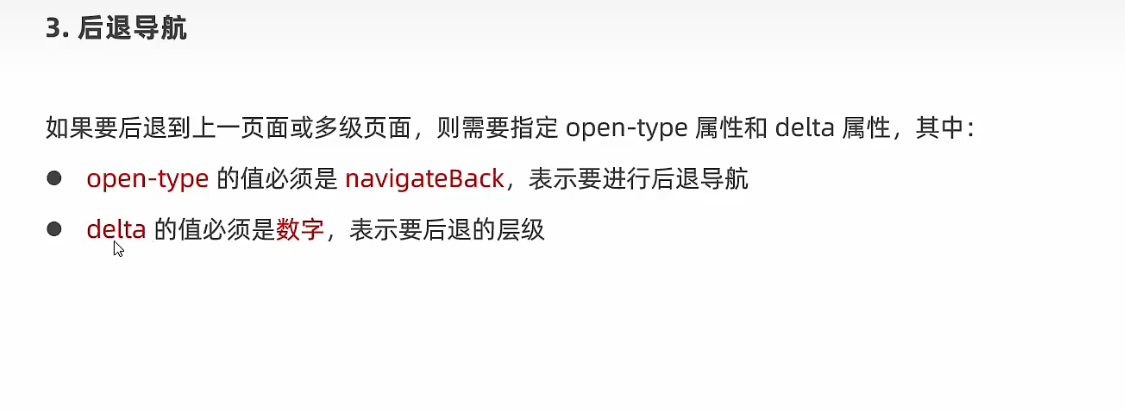 3. 后退导航
如果要后退到上一页面或多级页面，则需要指定 open-type 属性和 delta 属性，其中：
● open-type 的值必须是 navigateBack，表示要进行后退导航
● delta 的值必须是数字，表示要后退的层级